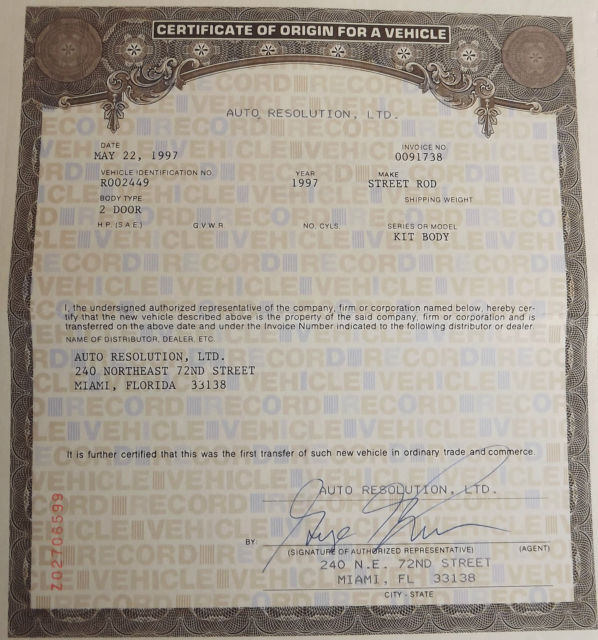 CERTIFICATE OF ORIGIN FOR A VEHICLE
AUTO RESOLUTION, LTD.
DATE INVOICE NO.
MAY 22, 1997 0091738
VEHICLE IDENTIFICATION NO. YEAR MAKE
R002449 1997 STREET ROD
BODY TYPE SHIPPING WEIGHT
2 DOOR
H.P. (S.A.E.) G.V.W.R. NO. CYLS. SERIES OR MODEL
KIT BODY
I, the undersigned authorized representative of the company, firm or corporation named below, hereby cer-
tify that the new vehicle described above is the property of the said company, firm or corporation and is
transferred on the above date and under the Invoice Number indicated to the following distributor or dealer.
NAME OF DISTRIBUTOR, DEALER, ETC.
AUTO RESOLUTION, LTD.
240 NORTHEAST 72ND STREET
MIAMI, FLORIDA 33138
It is further certified that this was the first transfer of such new vehicle in ordinary trade and commerce.
AUTO RESOLUTION, LTD.
BY:
(SIGNATURE OF AUTHORIZED REPRESENTATIVE) (AGENT)
240 N.E. 72ND STREET
MIAMI, FL 33138
CITY - STATE
Z02706599